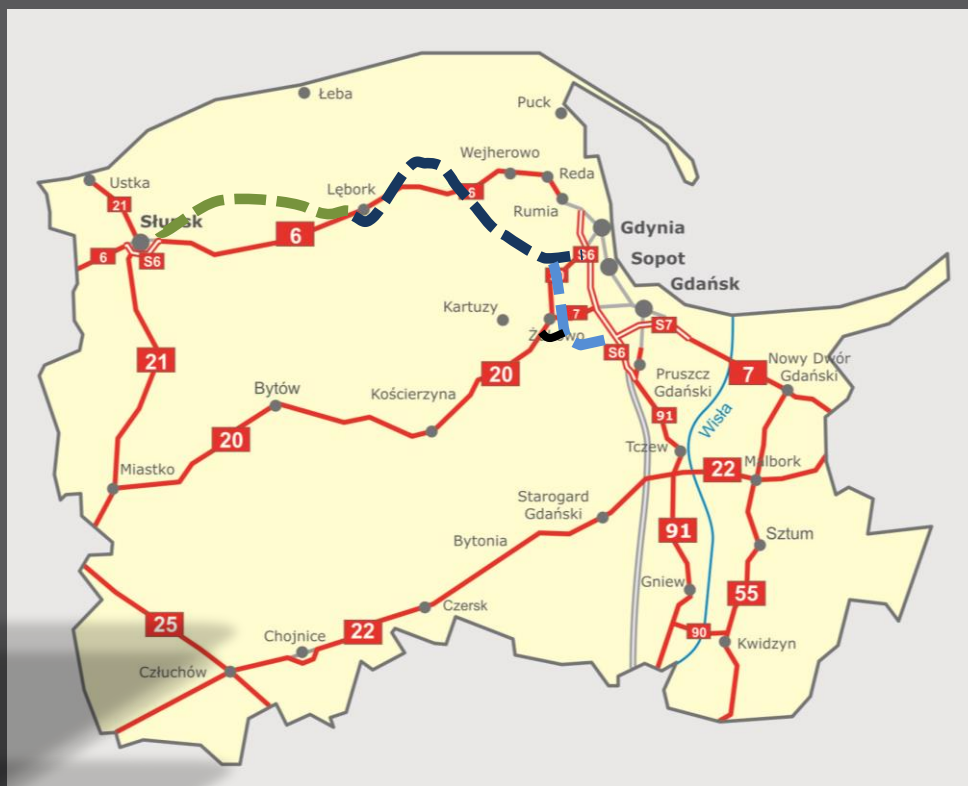 Łeba
Puck
Wejherowo
Ustka
Lębork
Reda
21
S
Rumia
Słupsk
Gdynia
6
6
S6
S6
Sopot
Gdańsk
Kartuzy
7
Żukowo
S7
S6
21
20
Pruszcz
Gdański
7
Nowy Dwór
Gdański
Bytów
Kościerzyna
91
Wisła
20
Tczew
22
Malbork
Miastko
Starogard
Gdański
91
Bytonia
Sztum
Gniew
55
Czersk
25
Chojnice
22
90
Kwidzyn
Człuchów